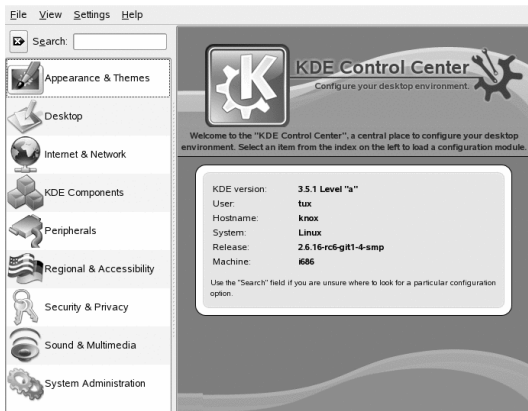 File View Settings Help
Search:
Appearance & Themes
Desktop
Internet & Network
KDE Components
Peripherals
Regional & Accessibility
Security & Privacy
Sound & Multimedia
System Administration
KDE Control Center
Configure your desktop environment.
Welcome to the "KDE Control Center", a central place to configure your desktop
environment. Select an item from the index on the left to load a configuration module.
KDE version: 3.5.1 Level "a"
User: tux
Hostname: knox
System: Linux
Release: 2.6.16-rc6-git1-4-smp
Machine: i686
Use the "Search" field if you are unsure where to look for a particular configuration
option.